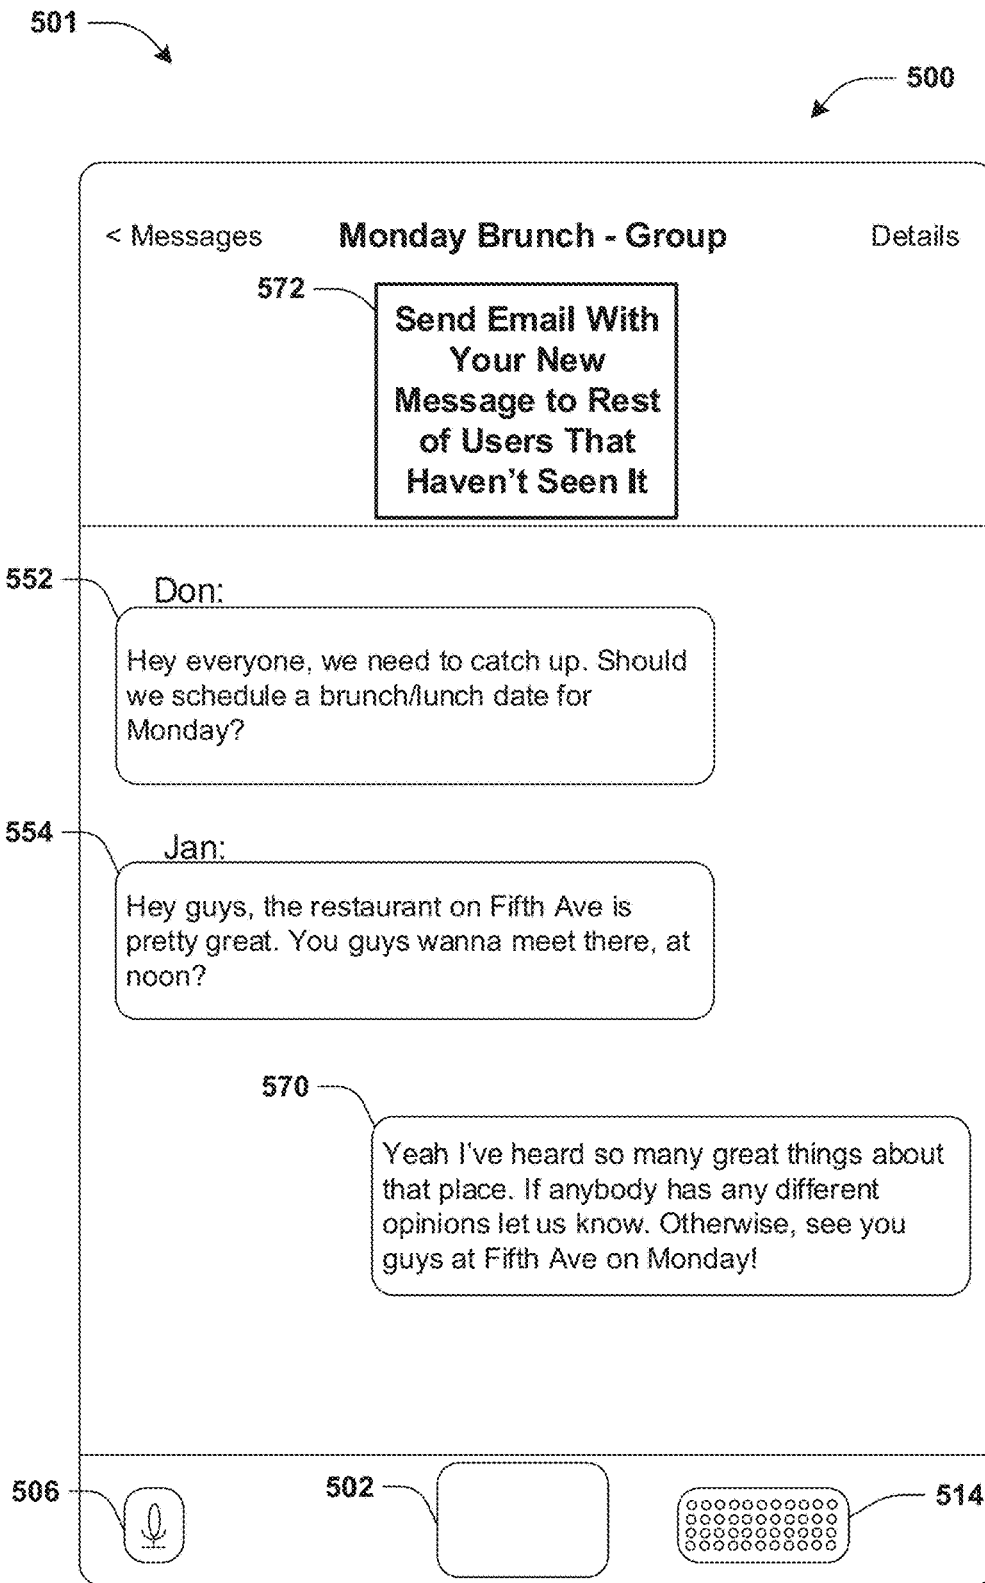 501
500
< Messages Monday Brunch - Group Details
572
Send Email With
Your New
Message to Rest
of Users That
Haven't Seen It
552
Don:
Hey everyone, we need to catch up. Should
we schedule a brunch/lunch date for
Monday?
554
Jan:
Hey guys, the restaurant on Fifth Ave is
pretty great. You guys wanna meet there, at
noon?
570
Yeah I've heard so many great things about
that place. If anybody has any different
opinions let us know. Otherwise, see you
guys at Fifth Ave on Monday!
506 502 514